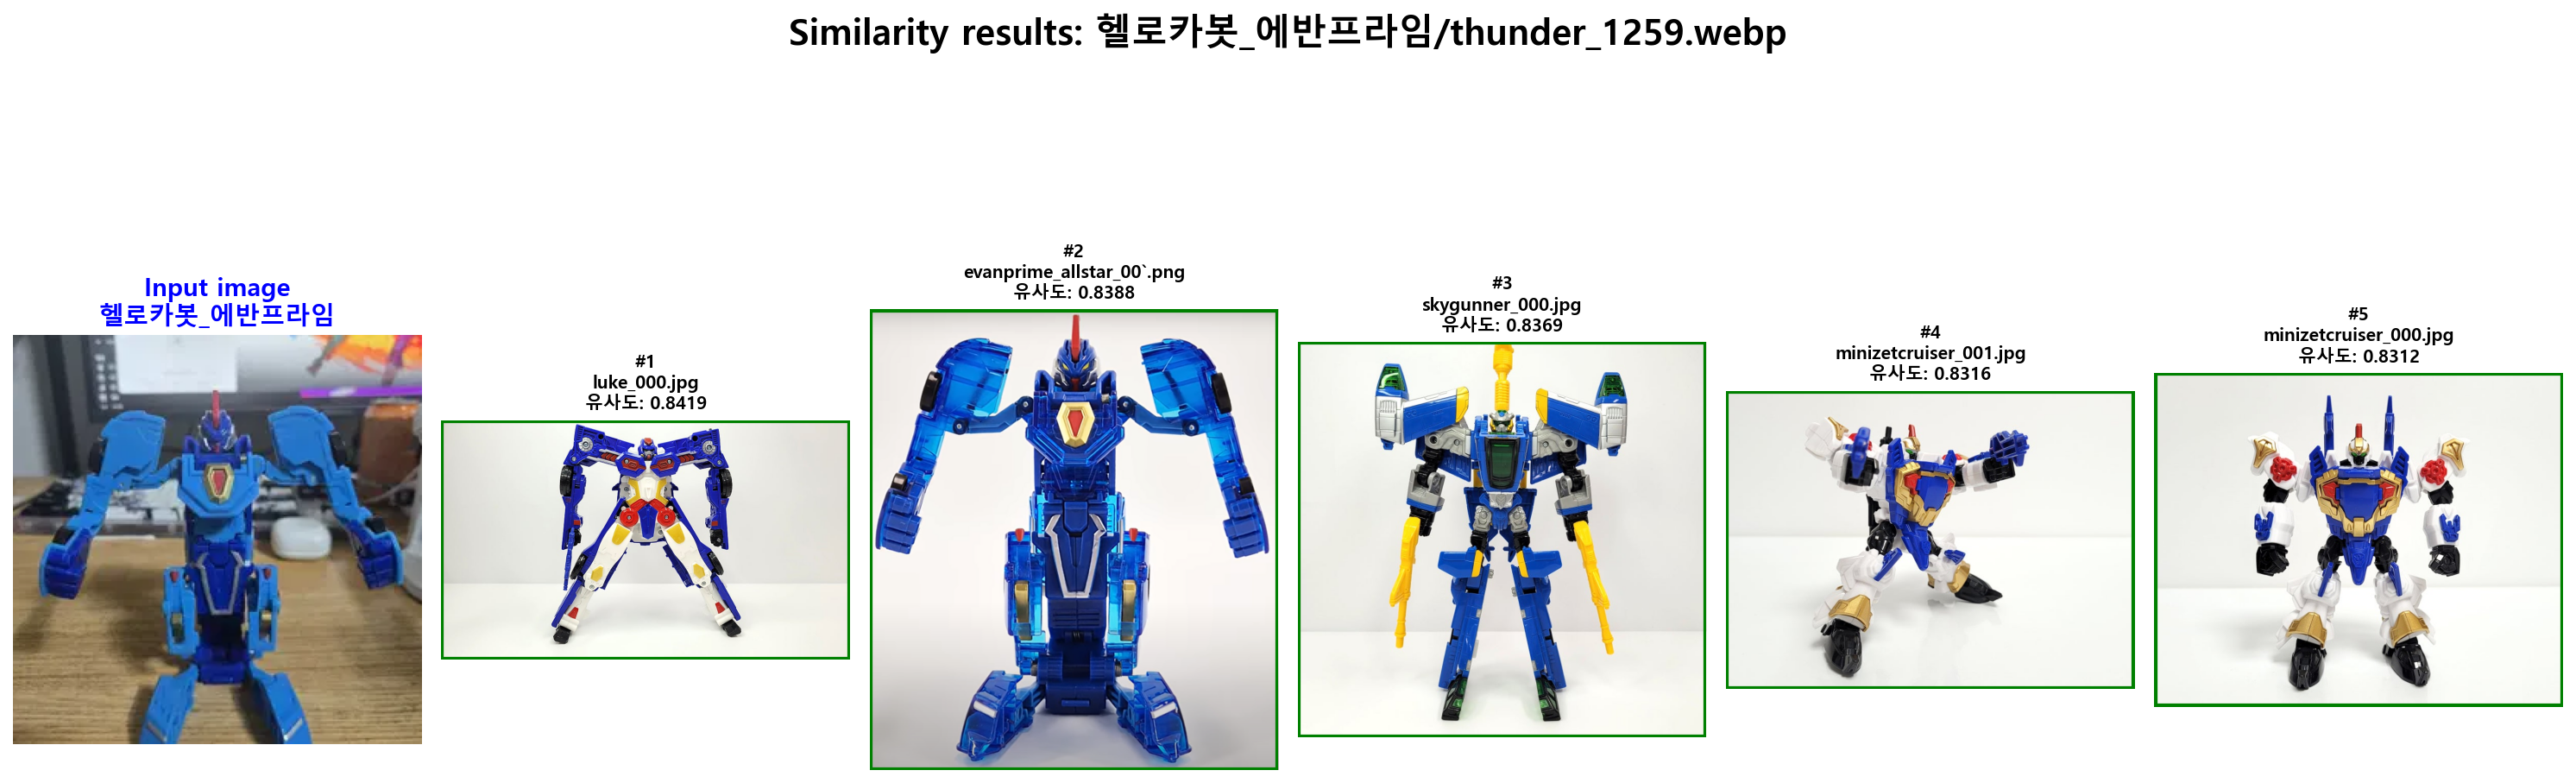 Similarity results: 헬로카봇_에반프라임/thunder_1259.webp
Input image
헬로카봇_에반프라임
#1
luke_000.jpg
유사도: 0.8419
#2
evanprime_allstar_00`.png
유사도: 0.8388
#3
skygunner_000.jpg
유사도: 0.8369
#4
minizetcruiser_001.jpg
유사도: 0.8316
#5
minizetcruiser_000.jpg
유사도: 0.8312